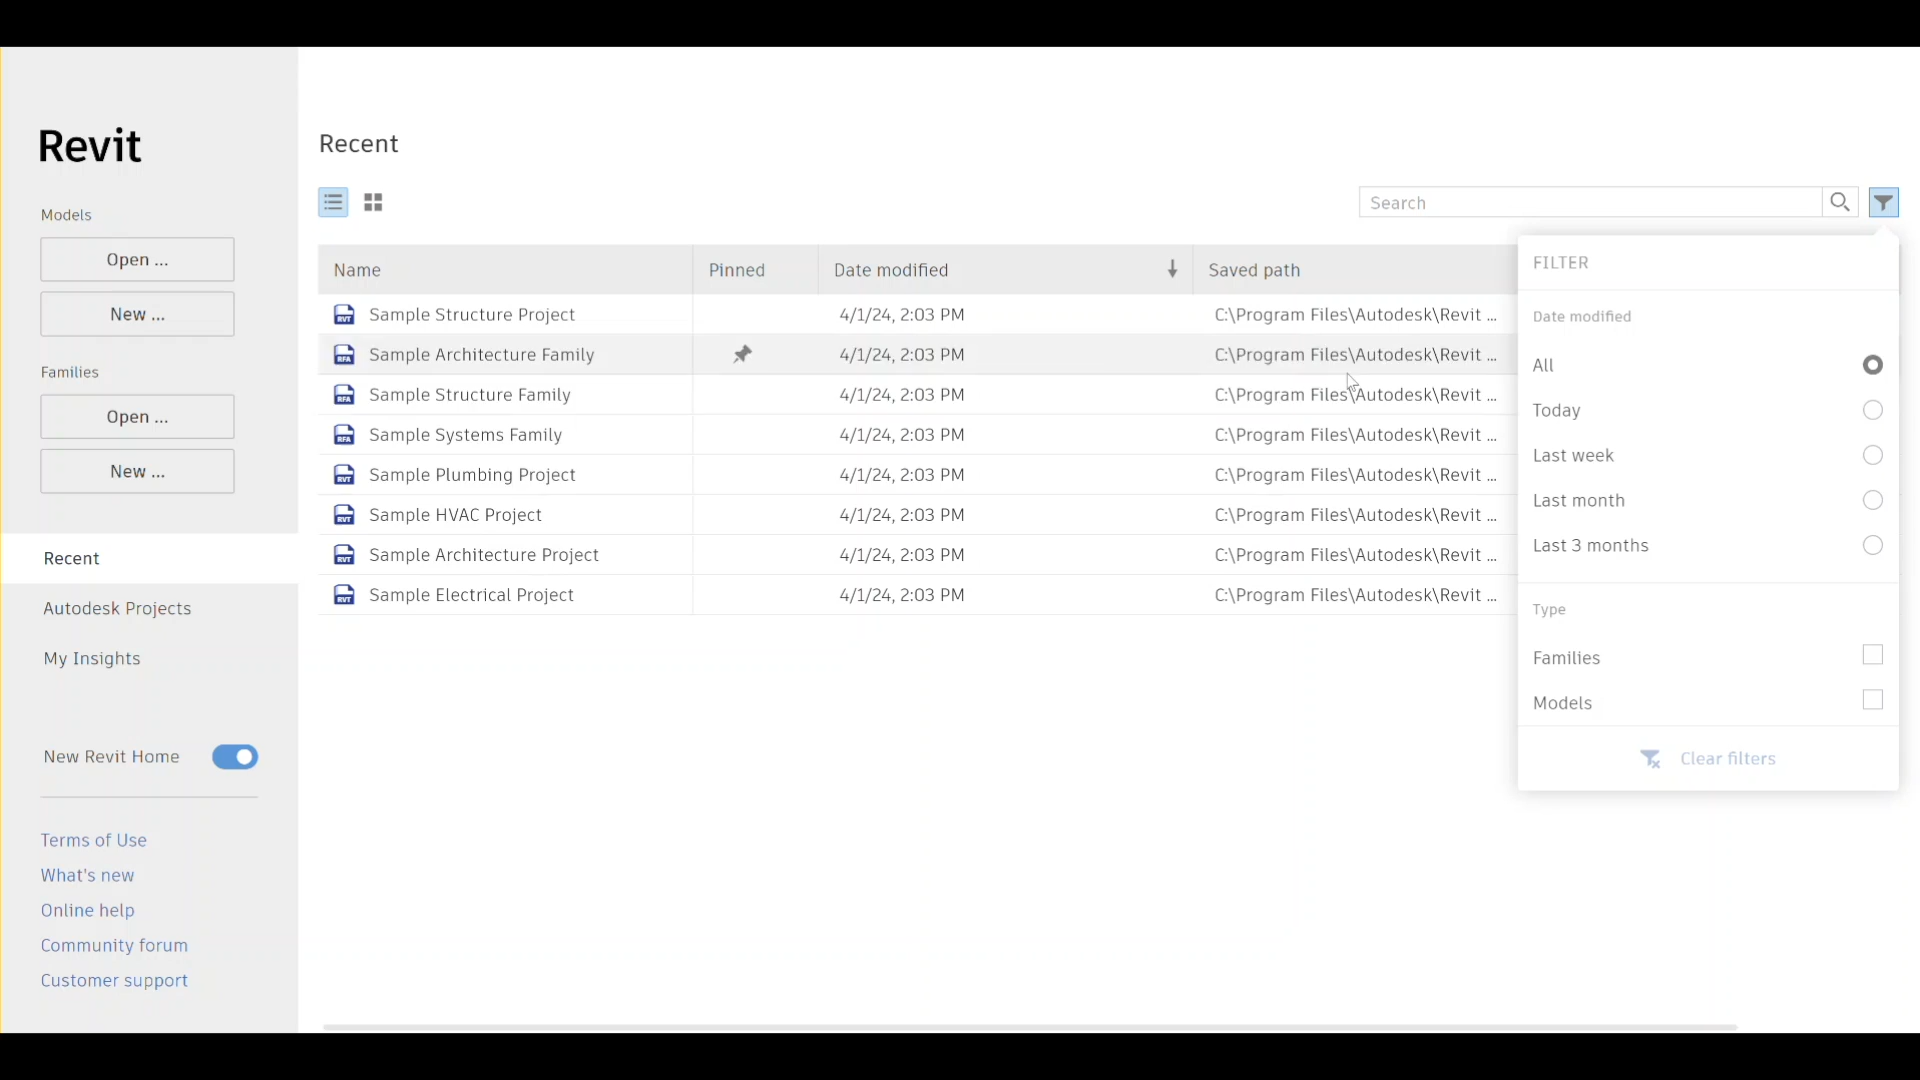 Revit
Models
Open ...
New ...
Families
Open ...
New ...
Recent
Autodesk Projects
My Insights
New Revit Home
Terms of Use
What's new
Online help
Community forum
Customer support
Recent
Search
Name Pinned Date modified Saved path
RVT Sample Structure Project 4/1/24, 2:03 PM C:\Program Files\Autodesk\Revit ...
RFA Sample Architecture Family 4/1/24, 2:03 PM C:\Program Files\Autodesk\Revit ...
RFA Sample Structure Family 4/1/24, 2:03 PM C:\Program Files\Autodesk\Revit ...
RFA Sample Systems Family 4/1/24, 2:03 PM C:\Program Files\Autodesk\Revit ...
RVT Sample Plumbing Project 4/1/24, 2:03 PM C:\Program Files\Autodesk\Revit ...
RVT Sample HVAC Project 4/1/24, 2:03 PM C:\Program Files\Autodesk\Revit ...
RVT Sample Architecture Project 4/1/24, 2:03 PM C:\Program Files\Autodesk\Revit ...
RVT Sample Electrical Project 4/1/24, 2:03 PM C:\Program Files\Autodesk\Revit ...
FILTER
Date modified
All
Today
Last week
Last month
Last 3 months
Type
Families
Models
Clear filters